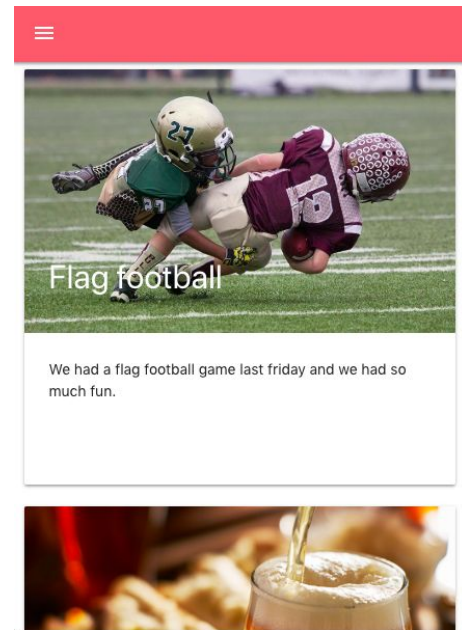 27
12
Flag football
We had a flag football game last friday and we had so
much fun.